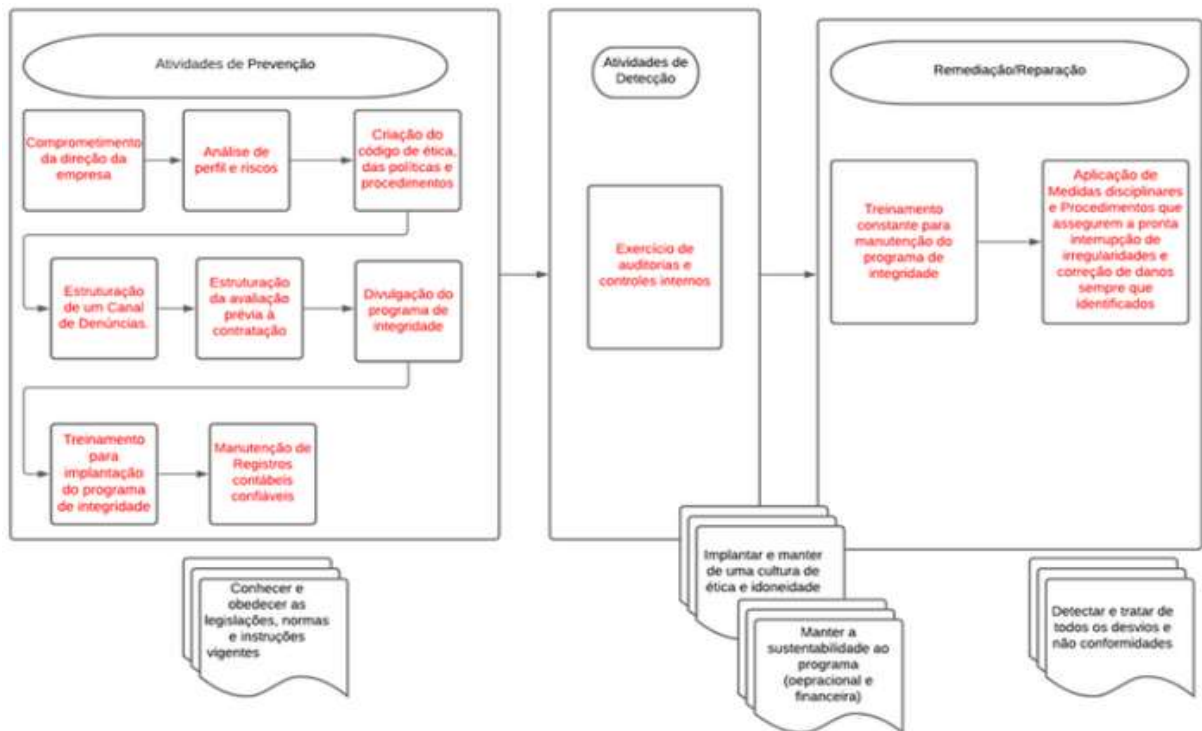 Atividades de Prevenção
Comprometimento
da direção da
empresa
Análise de
perfil e riscos
Criação do
código de ética,
das políticas e
procedimentos
Estruturação
de um Canal
de Denúncias.
Estruturação
da avaliação
prévia à
contratação
Divulgação do
programa de
integridade
Treinamento
para
implantação
do programa
de integridade
Manutenção de
Registros
contábeis
confiáveis
Atividades de
Detecção
Exercício de
auditorias e
controles internos
Remediação/Reparação
Treinamento
constante para
manutenção do
programa de
integridade
Aplicação de
Medidas disciplinares
e Procedimentos que
assegurem a pronta
interrupção de
irregularidades e
correção de danos
sempre que
identificados
Conhecer e
obedecer as
legislações, normas
e instruções
vigentes
Implantar e manter
de uma cultura de
ética e idoneidade
Manter a
sustentabilidade ao
programa
(oepracional e
financeira)
Detectar e tratar de
todos os desvios e
não conformidades